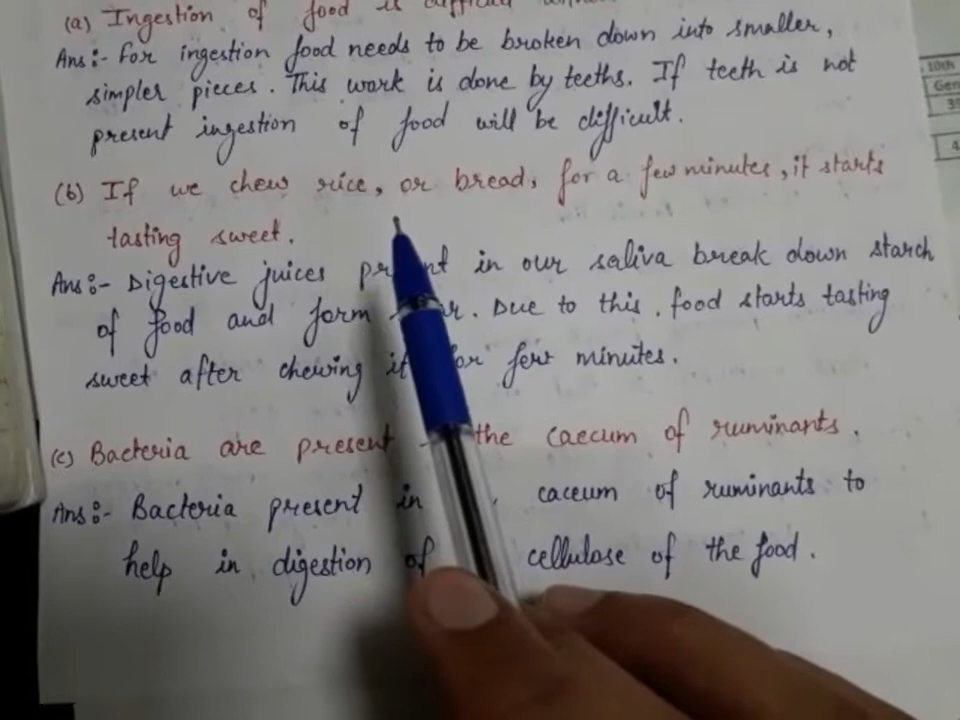 (a) Ingestion of food is difficult
Ans:- For ingestion food needs to be broken down into smaller,
simpler pieces. This work is done by teeths. If teeth is not
present ingestion of food will be difficult.
(b) If we chew rice, or bread, for a few minutes, it starts
tasting sweet.
Ans:- Digestive juices in our saliva break down starch
of food and form Due to this, food starts tasting
sweet after chewing it for few minutes.
(c) Bacteria are present the caecum of ruminants.
Ans:- Bacteria present in caceum of ruminants to
help in digestion of cellulose of the food.
10th
Gen